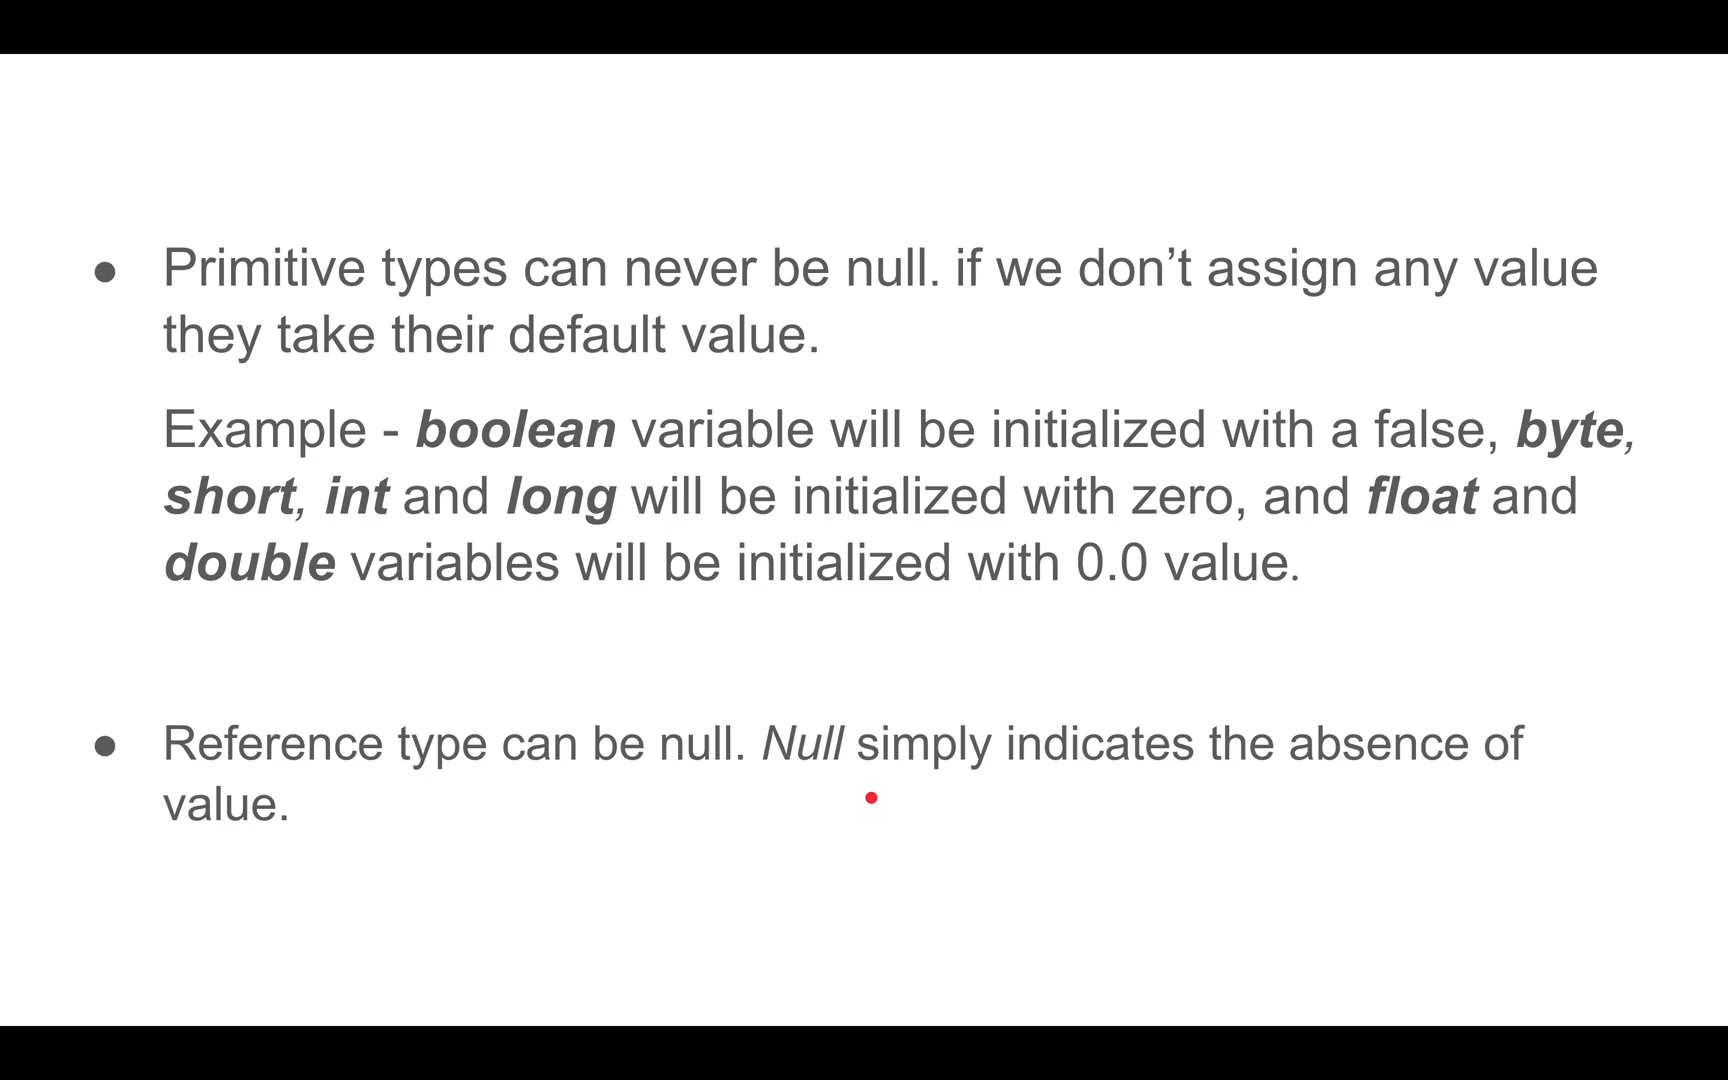 ● Primitive types can never be null. if we don’t assign any value
they take their default value.
Example - boolean variable will be initialized with a false, byte,
short, int and long will be initialized with zero, and float and
double variables will be initialized with 0.0 value.
● Reference type can be null. Null simply indicates the absence of
value.